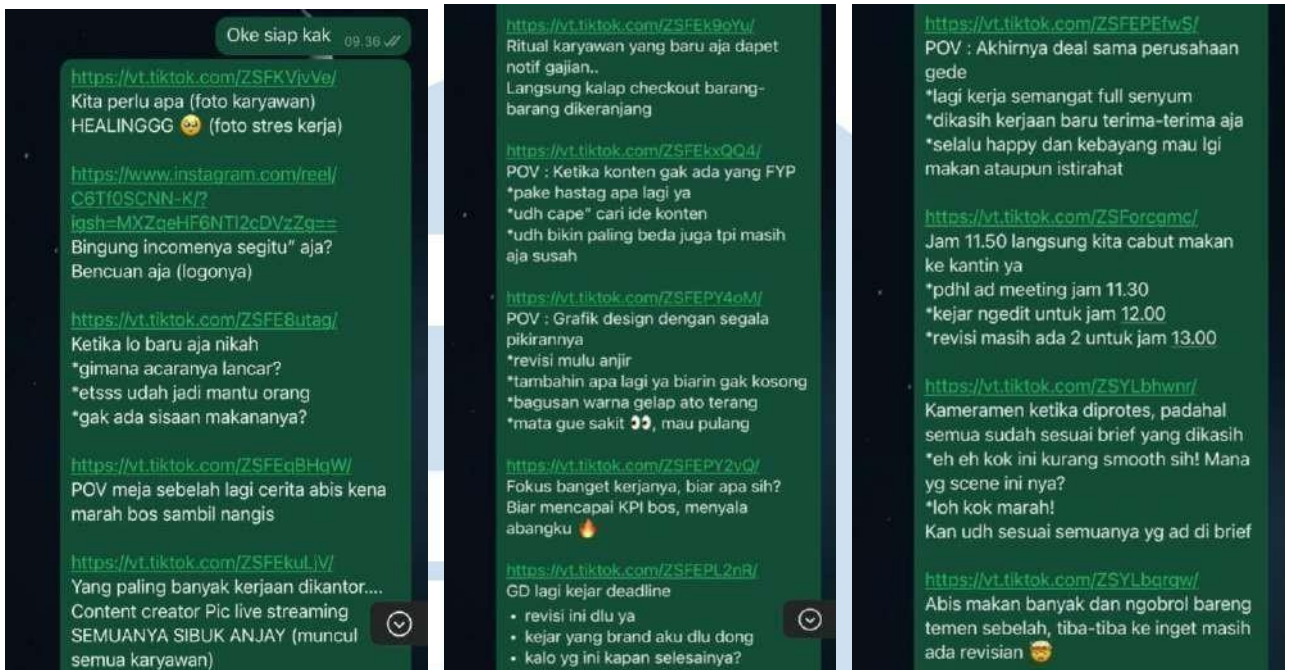 Oke siap kak 09.36
https://vt.tiktok.com/ZSFKVjvVe/
Kita perlu apa (foto karyawan)
HEALINGGG 🥺 (foto stres kerja)
https://www.instagram.com/reel/
C6Tf0SCNN-K/?
igsh=MXZqeHF6NTI2cDVzZg==
Bingung incomenya segitu" aja?
Bencuan aja (logonya)
https://vt.tiktok.com/ZSFE8utag/
Ketika lo baru aja nikah
*gimana acaranya lancar?
*etsss udah jadi mantu orang
*gak ada sisaan makananya?
https://vt.tiktok.com/ZSFEqBHqW/
POV meja sebelah lagi cerita abis kena
marah bos sambil nangis
https://vt.tiktok.com/ZSFEkuLjV/
Yang paling banyak kerjaan dikantor....
Content creator Pic live streaming
SEMUANYA SIBUK ANJAY (muncul
semua karyawan)
https://vt.tiktok.com/ZSFEk9oYu/
Ritual karyawan yang baru aja dapet
notif gajian..
Langsung kalap checkout barang-
barang dikeranjang
https://vt.tiktok.com/ZSFEkxQQ4/
POV : Ketika konten gak ada yang FYP
*pake hastag apa lagi ya
*udh cape" cari ide konten
*udh bikin paling beda juga tpi masih
aja susah
https://vt.tiktok.com/ZSFEPY4oM/
POV : Grafik design dengan segala
pikirannya
*revisi mulu anjir
*tambahin apa lagi ya biarin gak kosong
*bagusan warna gelap ato terang
*mata gue sakit 👀, mau pulang
https://vt.tiktok.com/ZSFEPY2vQ/
Fokus banget kerjanya, biar apa sih?
Biar mencapai KPI bos, menyala
abangku 🔥
https://vt.tiktok.com/ZSFEPL2nR/
GD lagi kejar deadline
• revisi ini dlu ya
• kejar yang brand aku dlu dong
• kalo yg ini kapan selesainya?
https://vt.tiktok.com/ZSFEPEfwS/
POV : Akhirnya deal sama perusahaan
gede
*lagi kerja semangat full senyum
*dikasih kerjaan baru terima-terima aja
*selalu happy dan kebayang mau lgi
makan ataupun istirahat
https://vt.tiktok.com/ZSForcgmc/
Jam 11.50 langsung kita cabut makan
ke kantin ya
*pdhl ad meeting jam 11.30
*kejar ngedit untuk jam 12.00
*revisi masih ada 2 untuk jam 13.00
https://vt.tiktok.com/ZSYLbhwnr/
Kameramen ketika diprotes, padahal
semua sudah sesuai brief yang dikasih
*eh eh kok ini kurang smooth sih! Mana
yg scene ini nya?
*loh kok marah!
Kan udh sesuai semuanya yg ad di brief
https://vt.tiktok.com/ZSYLbqrqw/
Abis makan banyak dan ngobrol bareng
temen sebelah, tiba-tiba ke inget masih
ada revisian 🤯